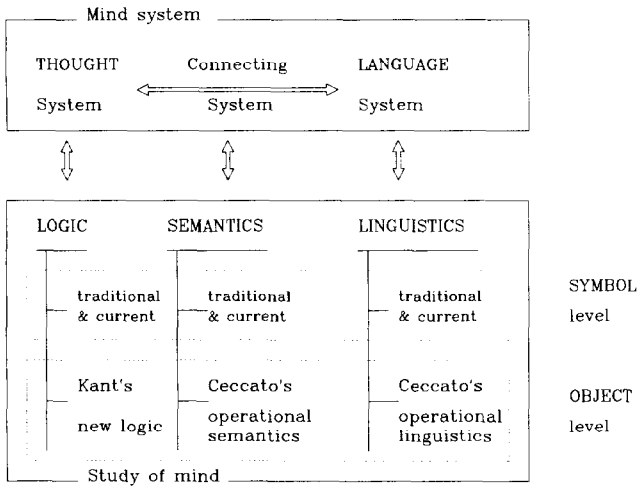 Mind system
THOUGHT Connecting LANGUAGE
System System System
LOGIC SEMANTICS LINGUISTICS
traditional traditional traditional SYMBOL
& current & current & current level
Kant's Ceccato's Ceccato's OBJECT
new logic operational operational level
semantics linguistics
Study of mind